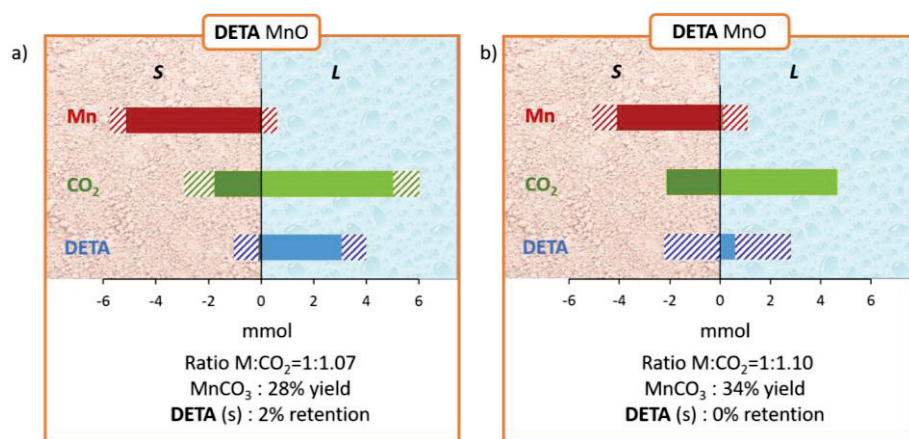 a)
DETA MnO
S L
Mn
CO₂
DETA
-6 -4 -2 0 2 4 6
mmol
Ratio M:CO₂=1:1.07
MnCO₃ : 28% yield
DETA (s) : 2% retention
b)
DETA MnO
S L
Mn
CO₂
DETA
-6 -4 -2 0 2 4 6
mmol
Ratio M:CO₂=1:1.10
MnCO₃ : 34% yield
DETA (s) : 0% retention